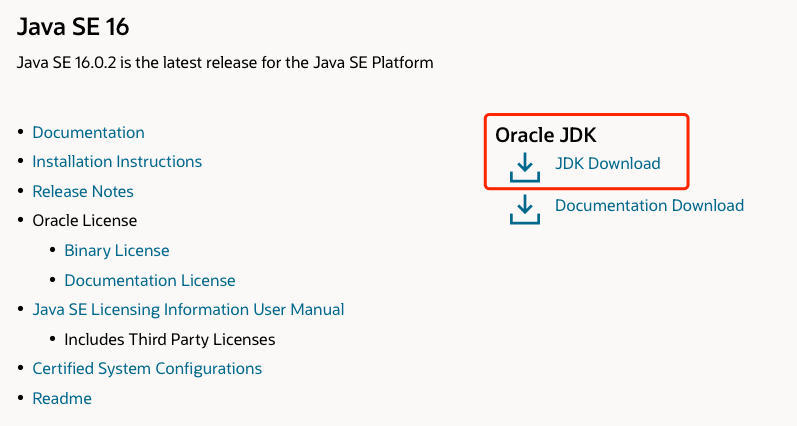 Java SE 16
Java SE 16.0.2 is the latest release for the Java SE Platform
Documentation
Installation Instructions
Release Notes
Oracle License
Binary License
Documentation License
Java SE Licensing Information User Manual
Includes Third Party Licenses
Certified System Configurations
Readme
Oracle JDK
JDK Download
Documentation Download